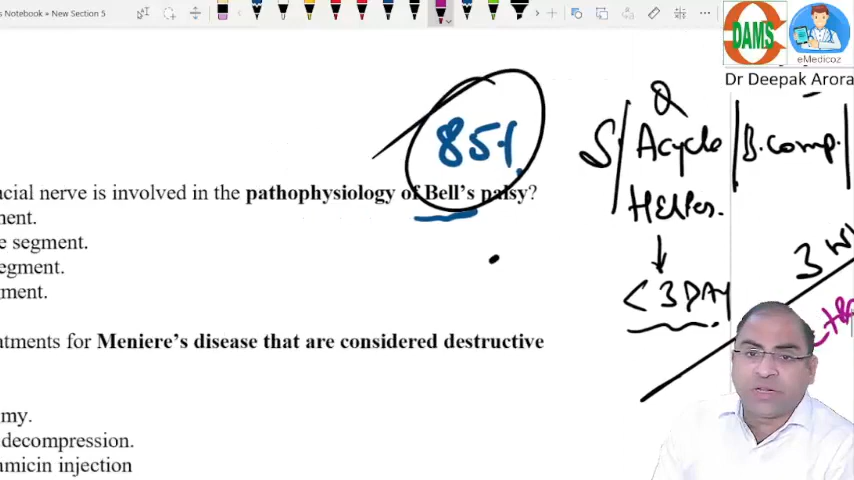 s Notebook » New Section 5
DAMS
eMedicoz
Dr Deepak Arora
85%
S | Acyclo | B.comp.
Herpes.
↓
< 3 DAY
3 W
acial nerve is involved in the pathophysiology of Bell's palsy?
ment.
e segment.
egment.
gment.
atments for Meniere's disease that are considered destructive
my.
decompression.
amicin injection